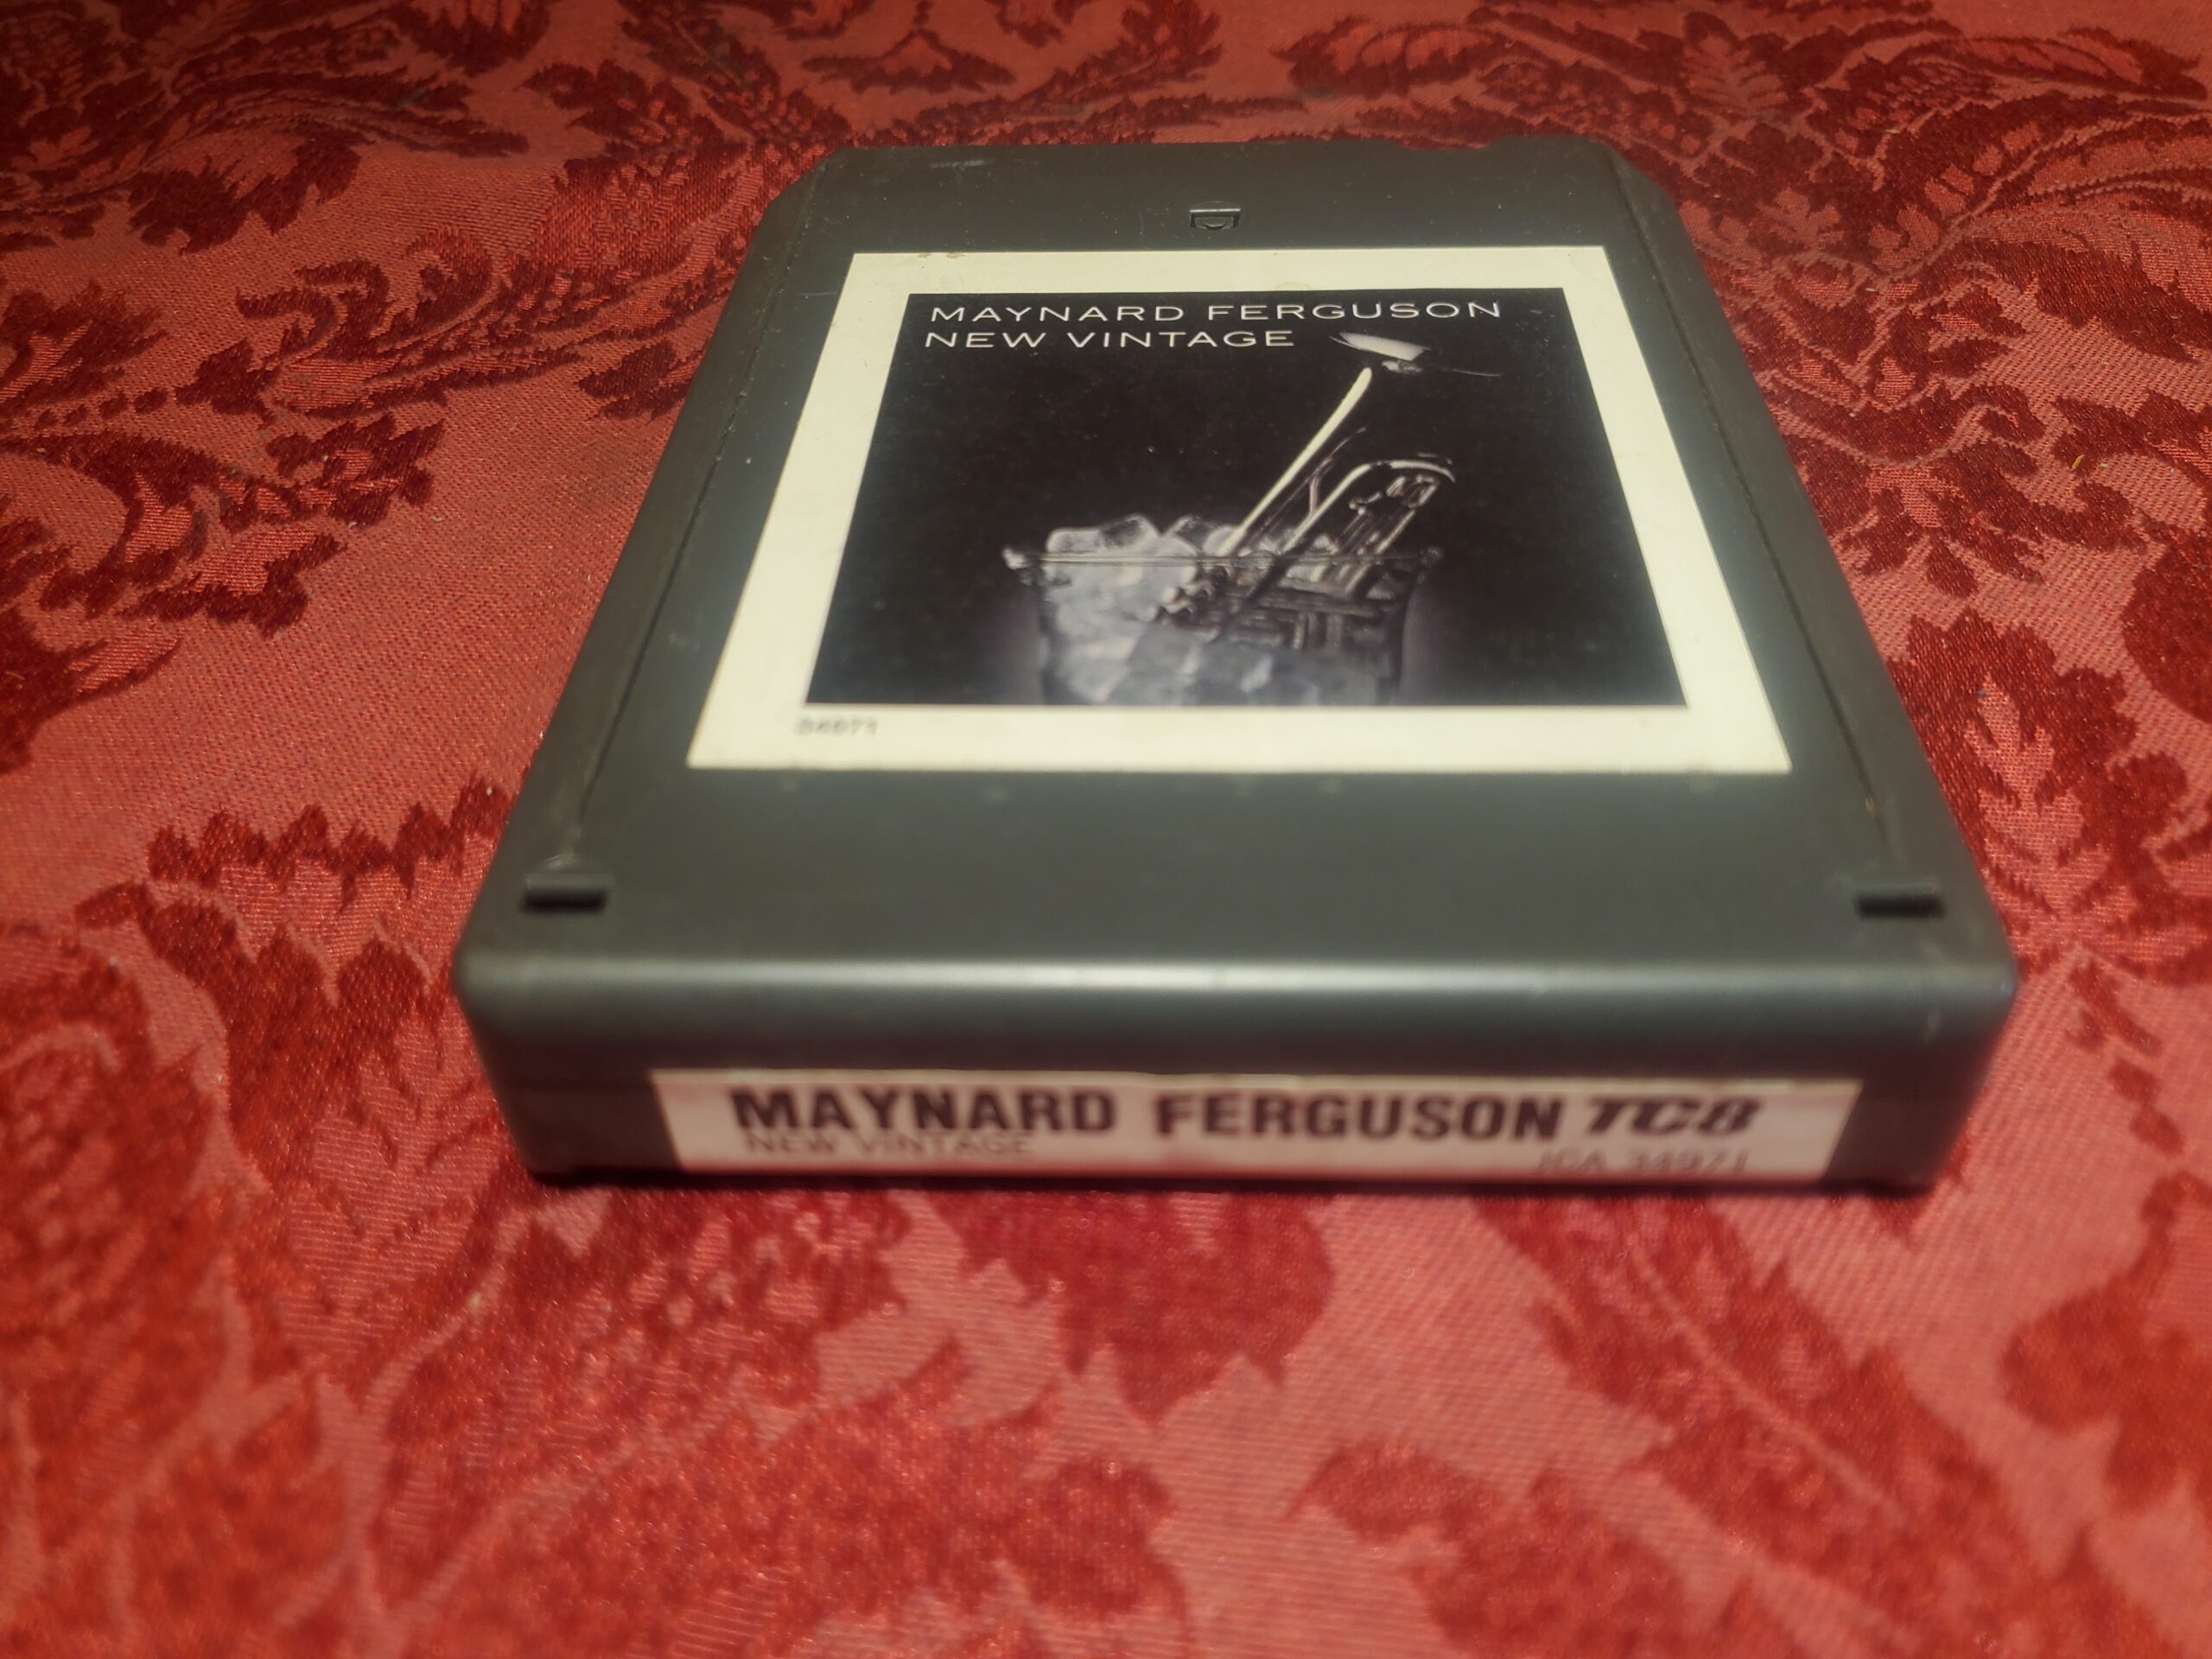 MAYNARD FERGUSON
NEW VINTAGE
34971
MAYNARD FERGUSON TC8
NEW VINTAGE
JCA 34971